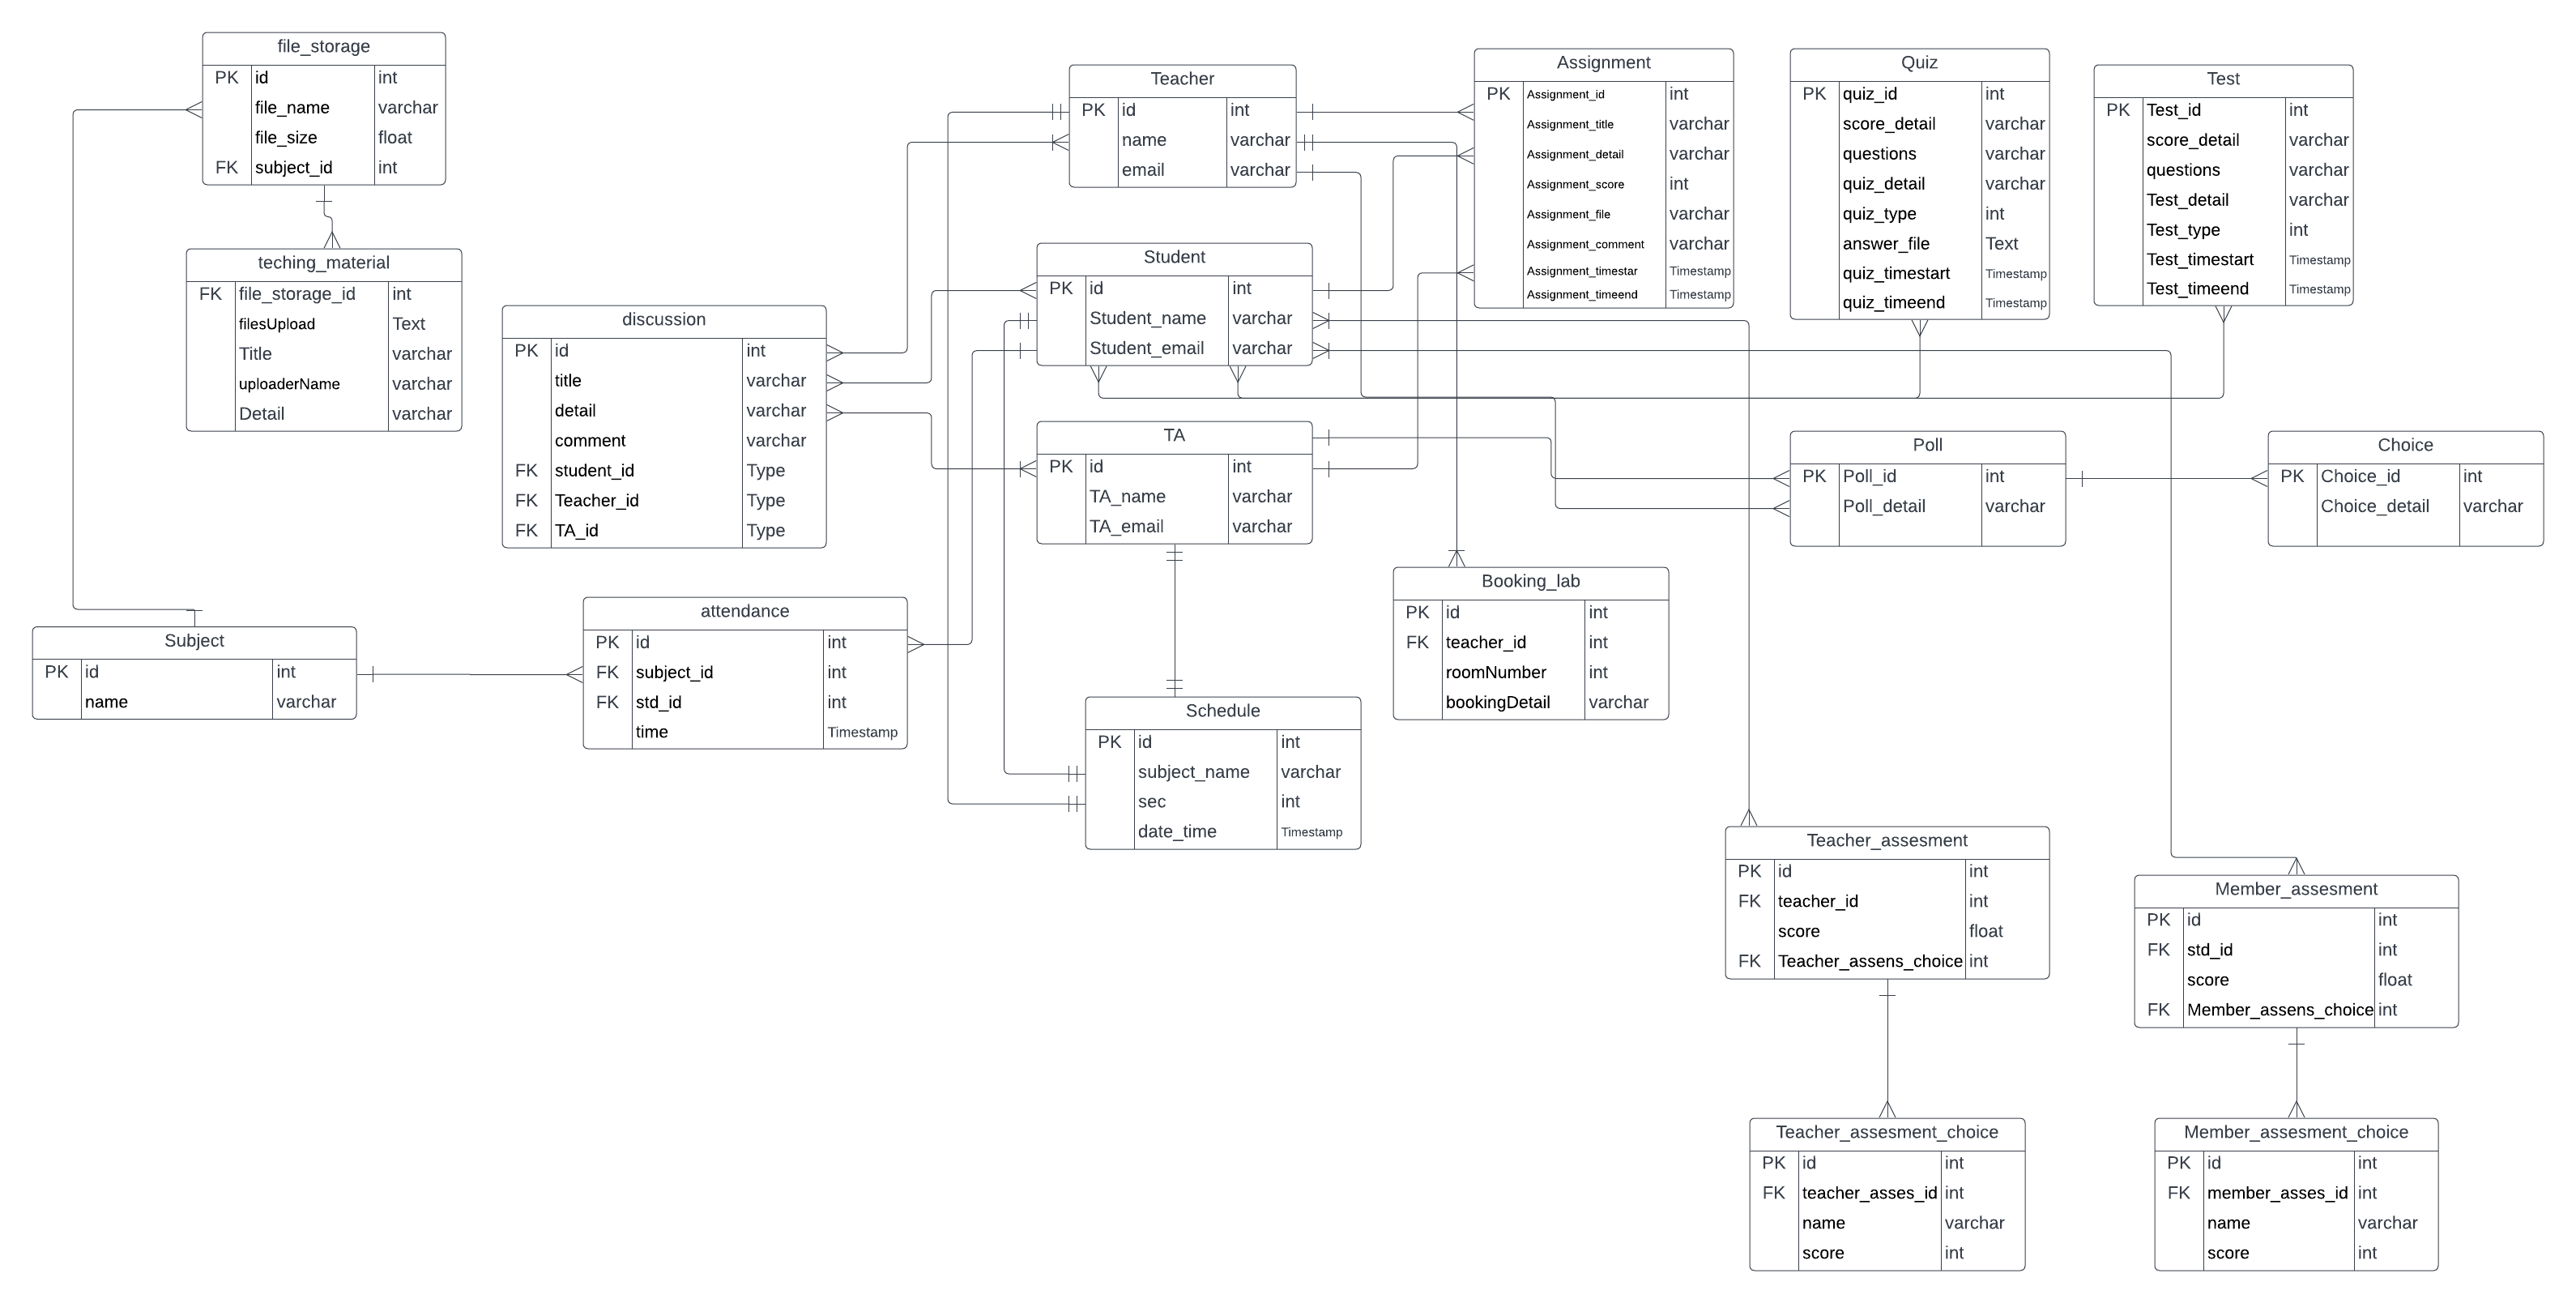 file_storage
PK id int
file_name varchar
file_size float
FK subject_id int
teching_material
FK file_storage_id int
filesUpload Text
Title varchar
uploaderName varchar
Detail varchar
discussion
PK id int
title varchar
detail varchar
comment varchar
FK student_id Type
FK Teacher_id Type
FK TA_id Type
Teacher
PK id int
name varchar
email varchar
Student
PK id int
Student_name varchar
Student_email varchar
TA
PK id int
TA_name varchar
TA_email varchar
Assignment
PK Assignment_id int
Assignment_title varchar
Assignment_detail varchar
Assignment_score int
Assignment_file varchar
Assignment_comment varchar
Assignment_timestar Timestamp
Assignment_timeend Timestamp
Quiz
PK quiz_id int
score_detail varchar
questions varchar
quiz_detail varchar
quiz_type int
answer_file Text
quiz_timestart Timestamp
quiz_timeend Timestamp
Test
PK Test_id int
score_detail varchar
questions varchar
Test_detail varchar
Test_type int
Test_timestart Timestamp
Test_timeend Timestamp
Poll
PK Poll_id int
Poll_detail varchar
Choice
PK Choice_id int
Choice_detail varchar
Subject
PK id int
name varchar
attendance
PK id int
FK subject_id int
FK std_id int
time Timestamp
Schedule
PK id int
subject_name varchar
sec int
date_time Timestamp
Booking_lab
PK id int
FK teacher_id int
roomNumber int
bookingDetail varchar
Teacher_assesment
PK id int
FK teacher_id int
score float
FK Teacher_assens_choice int
Member_assesment
PK id int
FK std_id int
score float
FK Member_assens_choice int
Teacher_assesment_choice
PK id int
FK teacher_asses_id int
name varchar
score int
Member_assesment_choice
PK id int
FK member_asses_id int
name varchar
score int